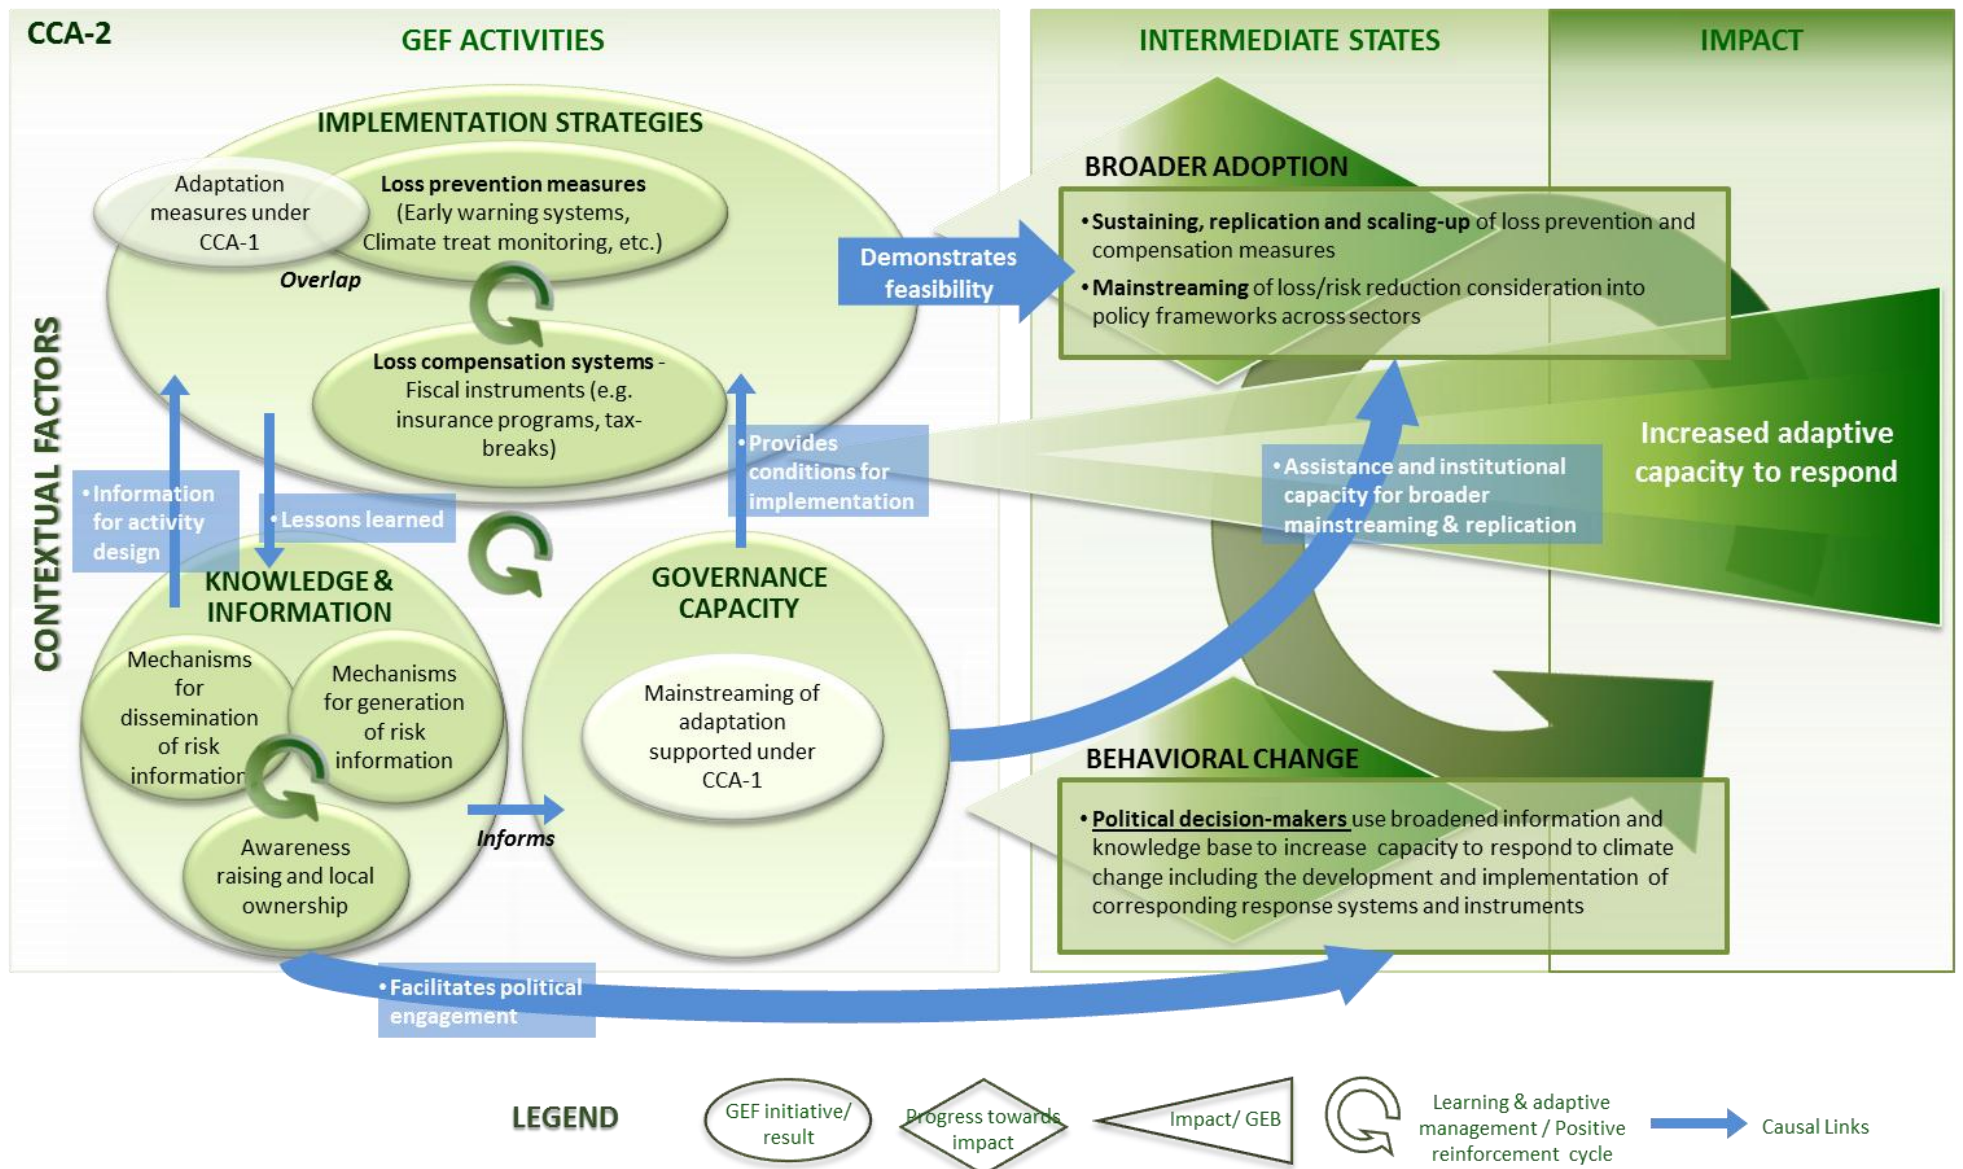 CCA-2
GEF ACTIVITIES
INTERMEDIATE STATES
IMPACT
CONTEXTUAL FACTORS
IMPLEMENTATION STRATEGIES
Adaptation
measures under
CCA-1
Loss prevention measures
(Early warning systems,
Climate treat monitoring, etc.)
Overlap
Loss compensation systems -
Fiscal instruments (e.g.
insurance programs, tax-
breaks)
• Information
for activity
design
• Lessons learned
• Provides
conditions for
implementation
KNOWLEDGE &
INFORMATION
Mechanisms
for
dissemination
of risk
information
Mechanisms
for generation
of risk
information
Awareness
raising and local
ownership
Informs
GOVERNANCE
CAPACITY
Mainstreaming of
adaptation
supported under
CCA-1
• Facilitates political
engagement
Demonstrates
feasibility
BROADER ADOPTION
• Sustaining, replication and scaling-up of loss prevention and
compensation measures
• Mainstreaming of loss/risk reduction consideration into
policy frameworks across sectors
• Assistance and institutional
capacity for broader
mainstreaming & replication
Increased adaptive
capacity to respond
BEHAVIORAL CHANGE
• Political decision-makers use broadened information and
knowledge base to increase capacity to respond to climate
change including the development and implementation of
corresponding response systems and instruments
LEGEND
GEF initiative/
result
Progress towards
impact
Impact/ GEB
Learning & adaptive
management / Positive
reinforcement cycle
Causal Links